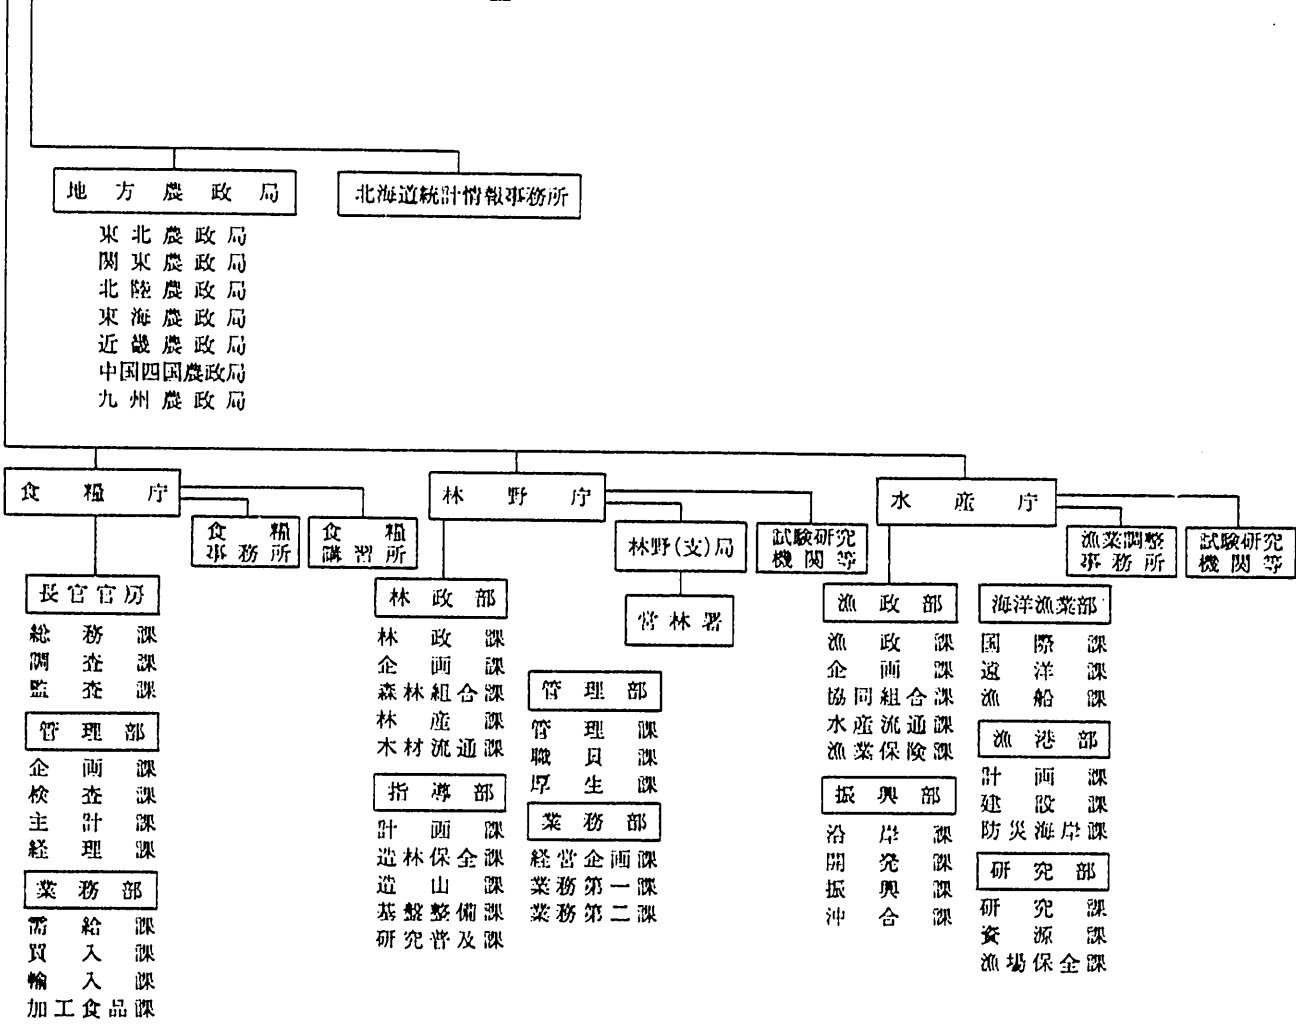 地方農政局
東北農政局
関東農政局
北陸農政局
東海農政局
近畿農政局
中国四国農政局
九州農政局
北海道統計情報事務所
食糧庁
食糧
事務所
食糧
講習所
長官官房
総務課
調査課
監査課
管理部
企画課
検査課
主計課
経理課
業務部
需給課
買入課
輸入課
加工食品課
林野庁
林野(支)局
営林署
試験研究
機関等
林政部
林政課
企画課
森林組合課
林産課
木材流通課
指導部
計画課
造林保全課
造山課
基盤整備課
研究普及課
管理部
管理課
職員課
厚生課
業務部
経営企画課
業務第一課
業務第二課
水産庁
漁業調整
事務所
試験研究
機関等
漁政部
漁政課
企画課
協同組合課
水産流通課
漁業保険課
振興部
沿岸課
開発課
振興課
沖合課
海洋漁業部
国際課
遠洋課
漁船課
漁港部
計画課
建設課
防災海岸課
研究部
研究課
資源課
漁場保全課